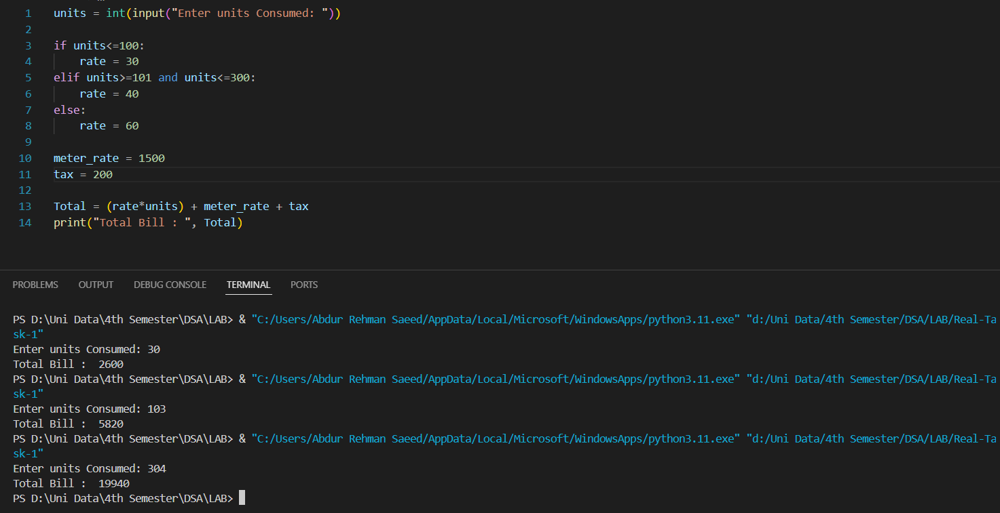 1 units = int(input("Enter units Consumed: "))
2
3 if units<=100:
4     rate = 30
5 elif units>=101 and units<=300:
6     rate = 40
7 else:
8     rate = 60
9
10 meter_rate = 1500
11 tax = 200
12
13 Total = (rate*units) + meter_rate + tax
14 print("Total Bill : ", Total)
PROBLEMS OUTPUT DEBUG CONSOLE TERMINAL PORTS
PS D:\Uni Data\4th Semester\DSA\LAB> & "C:/Users/Abdur Rehman Saeed/AppData/Local/Microsoft/WindowsApps/python3.11.exe" "d:/Uni Data/4th Semester/DSA/LAB/Real-Ta
sk-1"
Enter units Consumed: 30
Total Bill :  2600
PS D:\Uni Data\4th Semester\DSA\LAB> & "C:/Users/Abdur Rehman Saeed/AppData/Local/Microsoft/WindowsApps/python3.11.exe" "d:/Uni Data/4th Semester/DSA/LAB/Real-Ta
sk-1"
Enter units Consumed: 103
Total Bill :  5820
PS D:\Uni Data\4th Semester\DSA\LAB> & "C:/Users/Abdur Rehman Saeed/AppData/Local/Microsoft/WindowsApps/python3.11.exe" "d:/Uni Data/4th Semester/DSA/LAB/Real-Ta
sk-1"
Enter units Consumed: 304
Total Bill :  19940
PS D:\Uni Data\4th Semester\DSA\LAB>